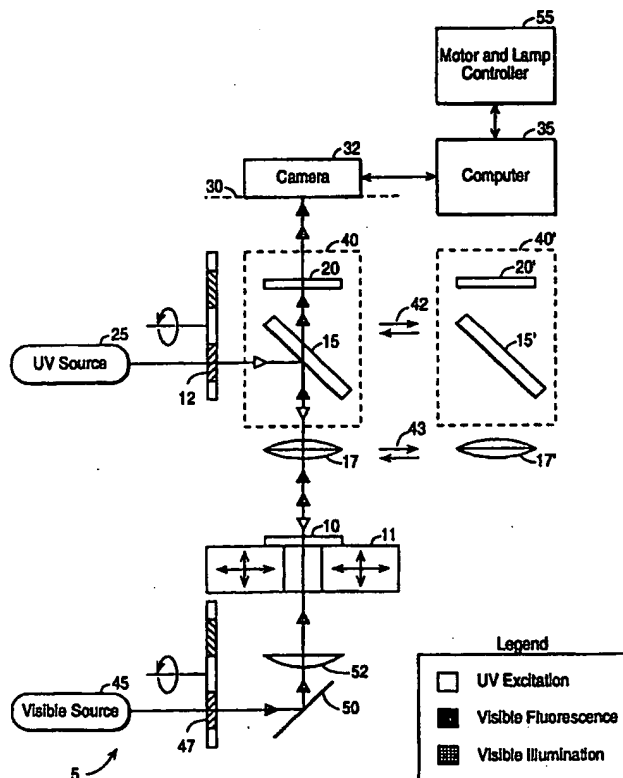 55
Motor and Lamp
Controller
35
Computer
32
Camera
30
40
40'
20
20'
42
25
UV Source
15
15'
12
43
17
17'
10
11
45
Visible Source
47
52
50
5
Legend
UV Excitation
Visible Fluorescence
Visible Illumination